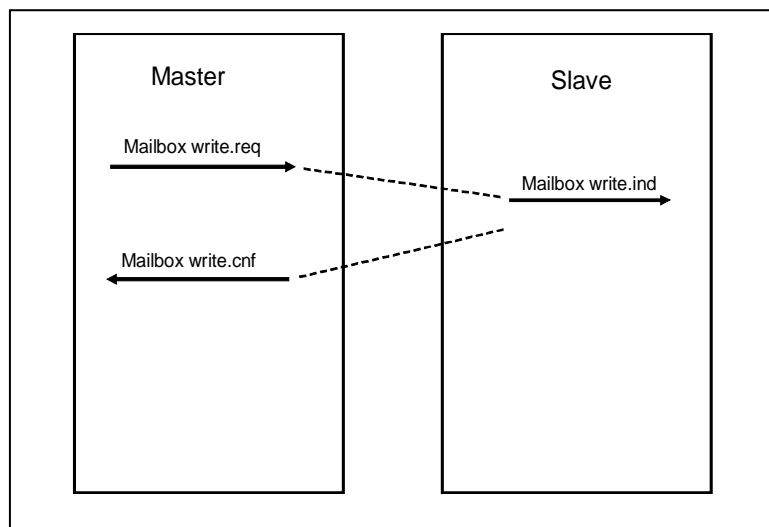 Master
Slave
Mailbox write.req
Mailbox write.ind
Mailbox write.cnf